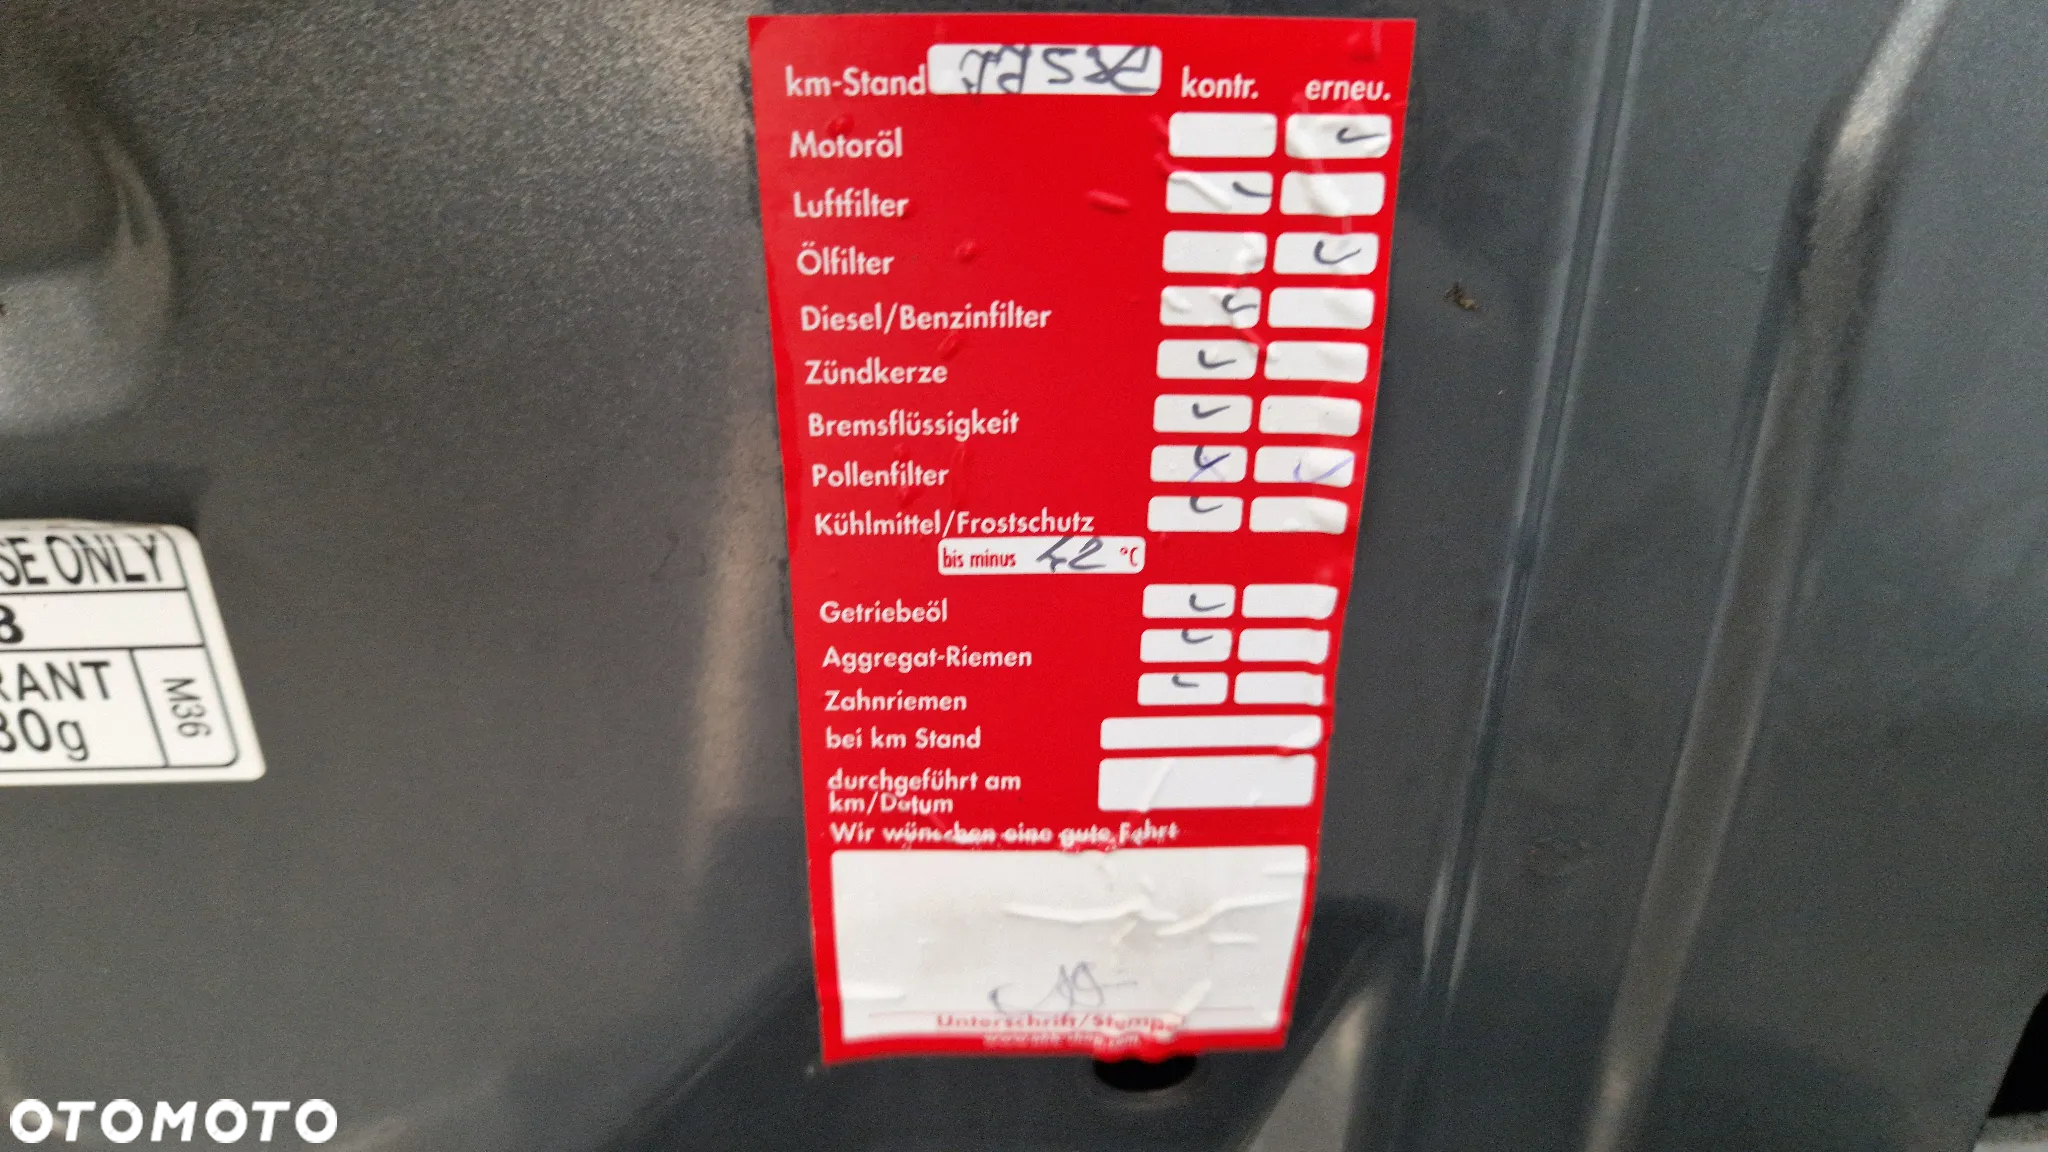 km-Stand kontr. erneu.
Motoröl
Luftfilter
Ölfilter
Diesel/Benzinfilter
Zündkerze
Bremsflüssigkeit
Pollenfilter
Kühlmittel/Frostschutz
bis minus 42 °C
Getriebeöl
Aggregat-Riemen
Zahnriemen
bei km Stand
durchgeführt am
km/Datum
Wir wünschen eine gute Fahrt
Unterschrift/Stempel
SE ONLY
RANT
30g
M36
OTOMOTO